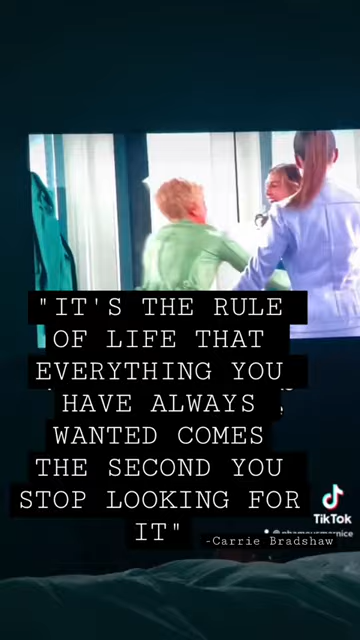 "IT'S THE RULE
OF LIFE THAT
EVERYTHING YOU
HAVE ALWAYS
WANTED COMES
THE SECOND YOU
STOP LOOKING FOR
IT"
-Carrie Bradshaw
TikTok